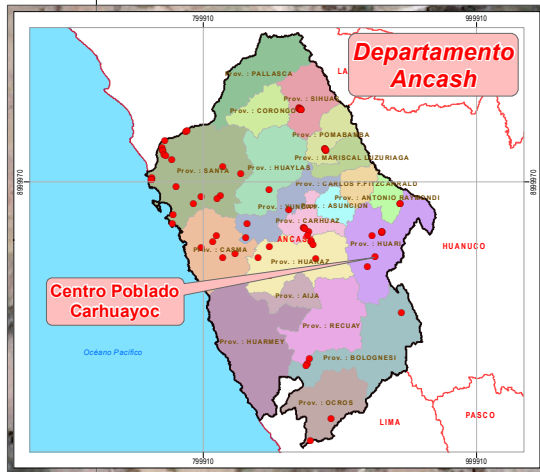 799910
999910
Departamento
Ancash
LA
Prov. : PALLASCA
Prov. : CORONGO
Prov. : SIHUAS
Prov. : POMABAMBA
Prov. : MARISCAL LUZURIAGA
Prov. : SANTA
Prov. : HUAYLAS
Prov. : CARLOS F.FITZCARRALD
Prov. : ANTONIO RAYMONDI
Prov. : YUNGAY
Prov. : ASUNCION
Prov. : CARHUAZ
8999970
8999970
ANCASH
Prov. : HUARI
HUANUCO
Prov. : CASMA
Prov. : HUARAZ
Centro Poblado
Carhuayoc
Prov. : AIJA
Prov. : RECUAY
Prov. : HUARMEY
Océano Pacífico
Prov. : BOLOGNESI
Prov. : OCROS
LIMA
PASCO
799910
999910